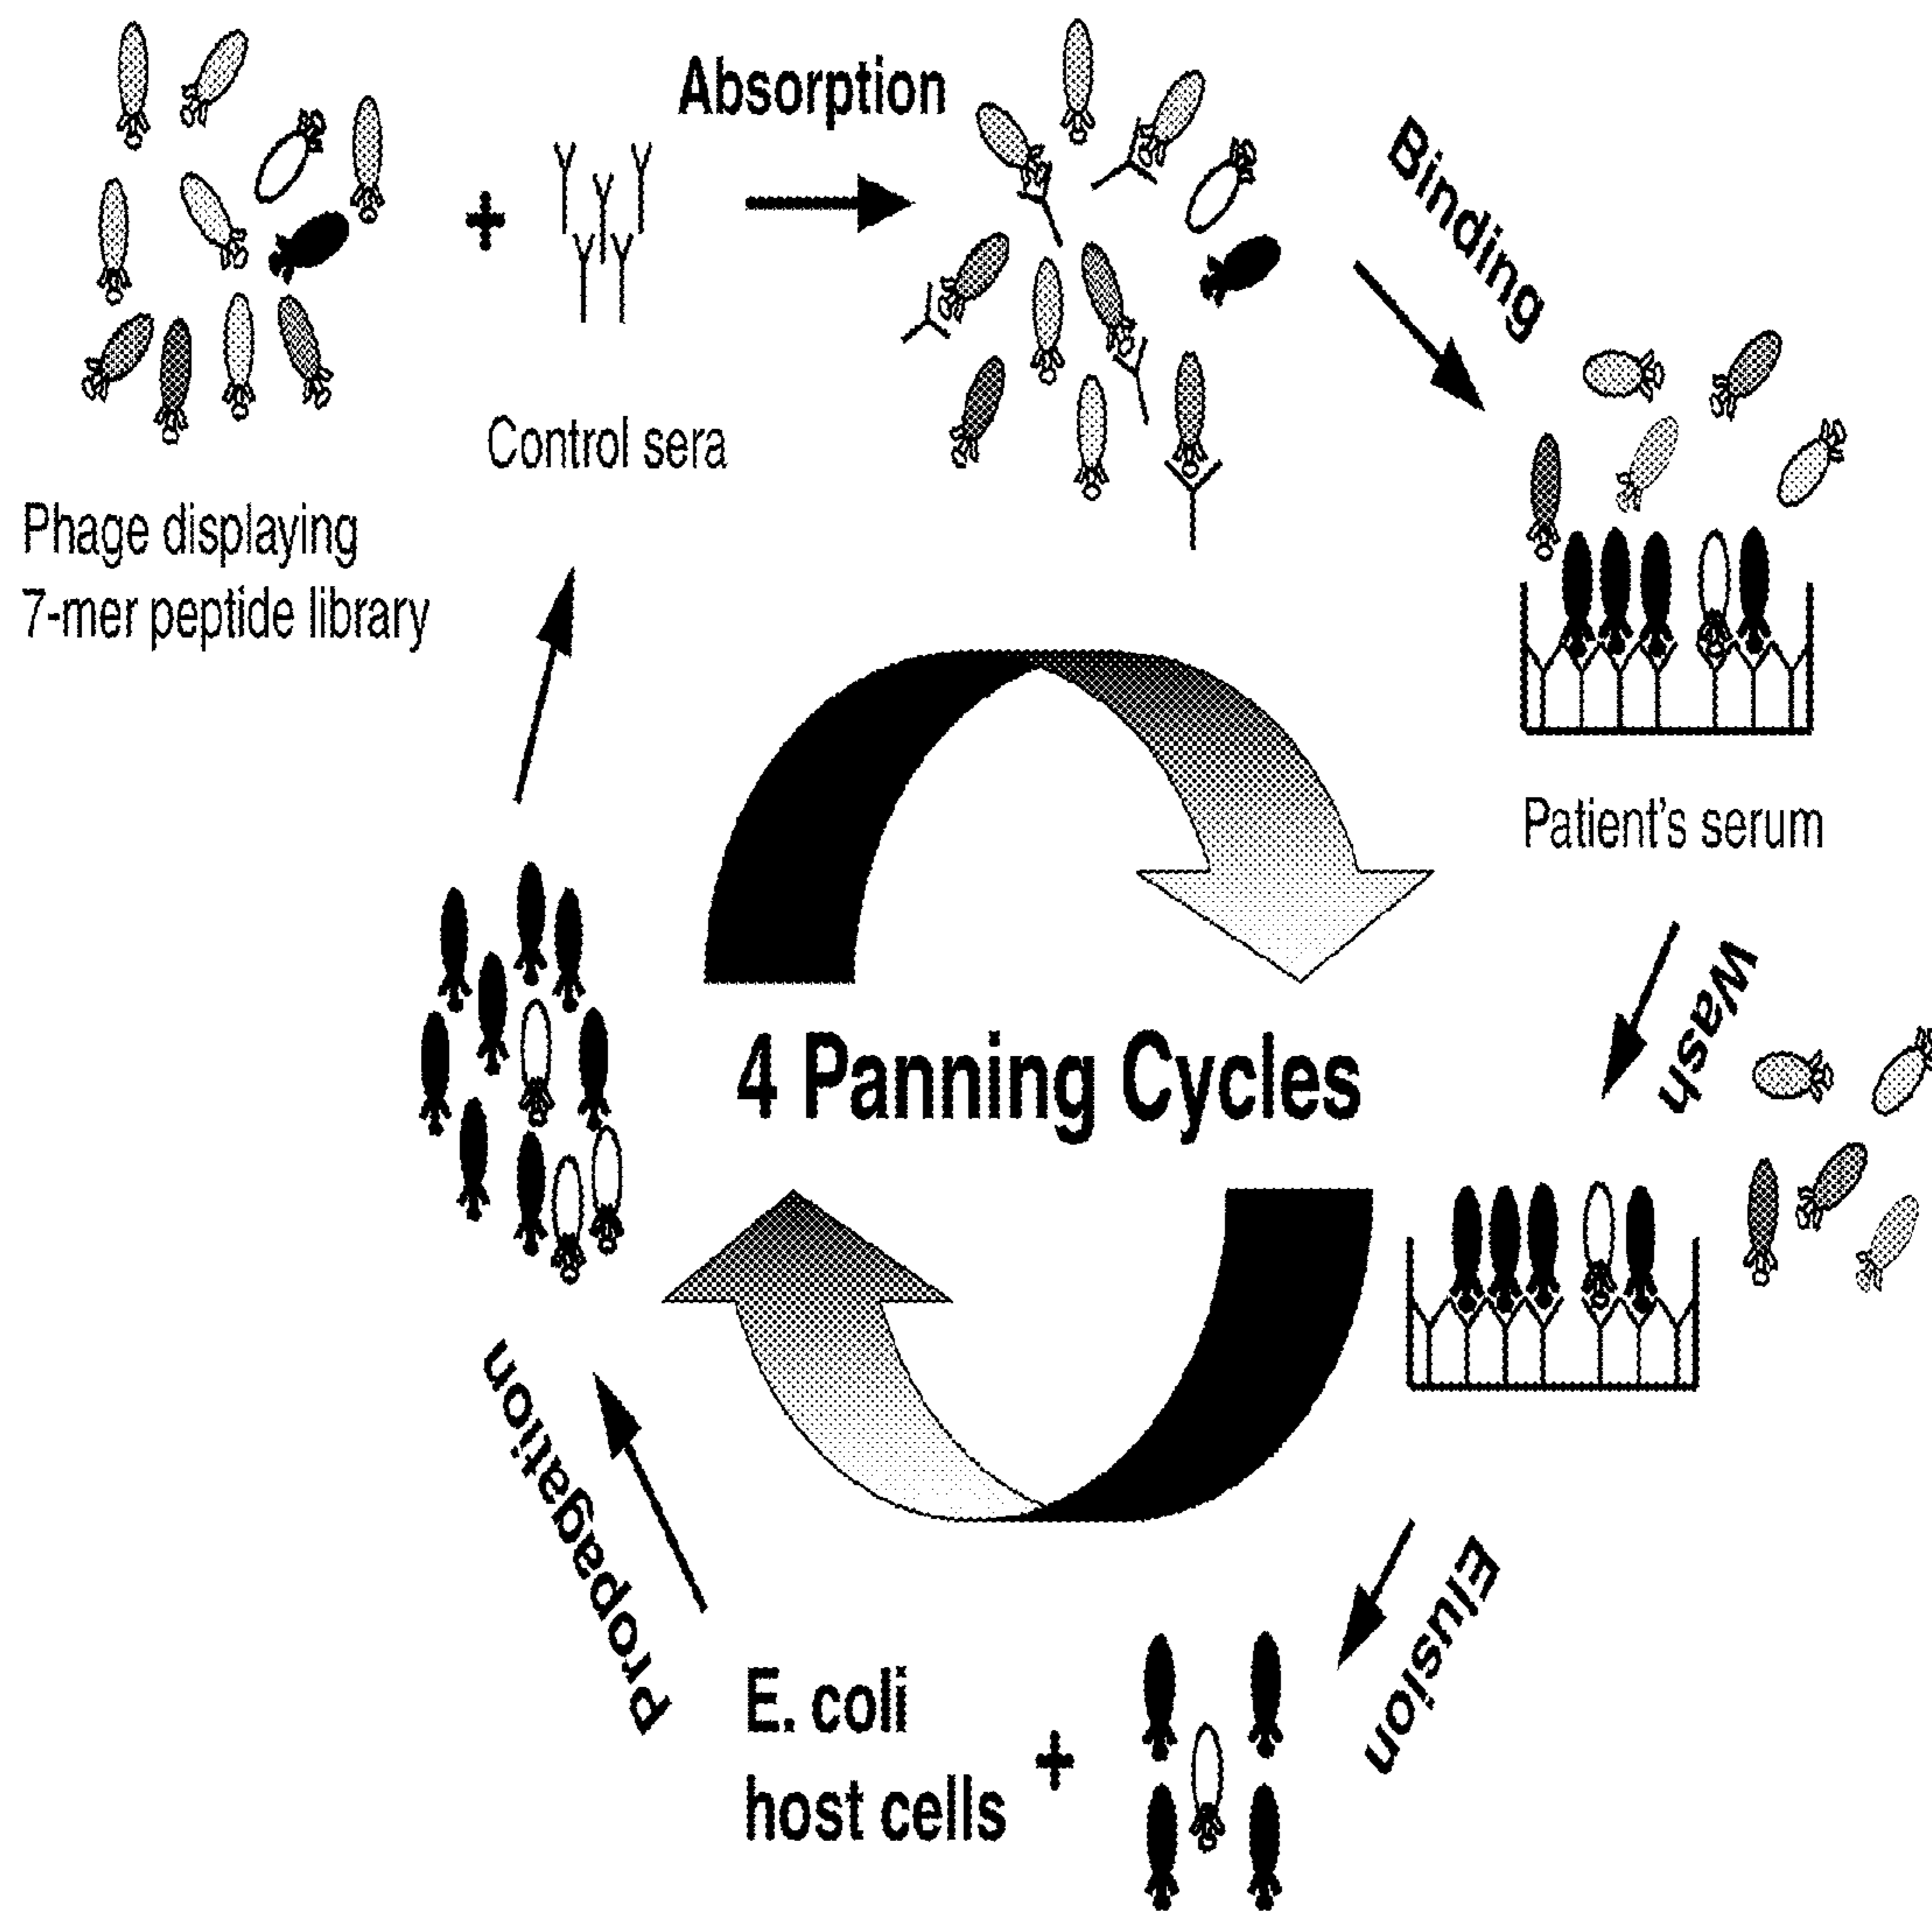 Absorption
Binding
+
Control sera
Phage displaying
7-mer peptide library
Patient's serum
Wash
4 Panning Cycles
Elusion
Propagation
E. coli
host cells
+